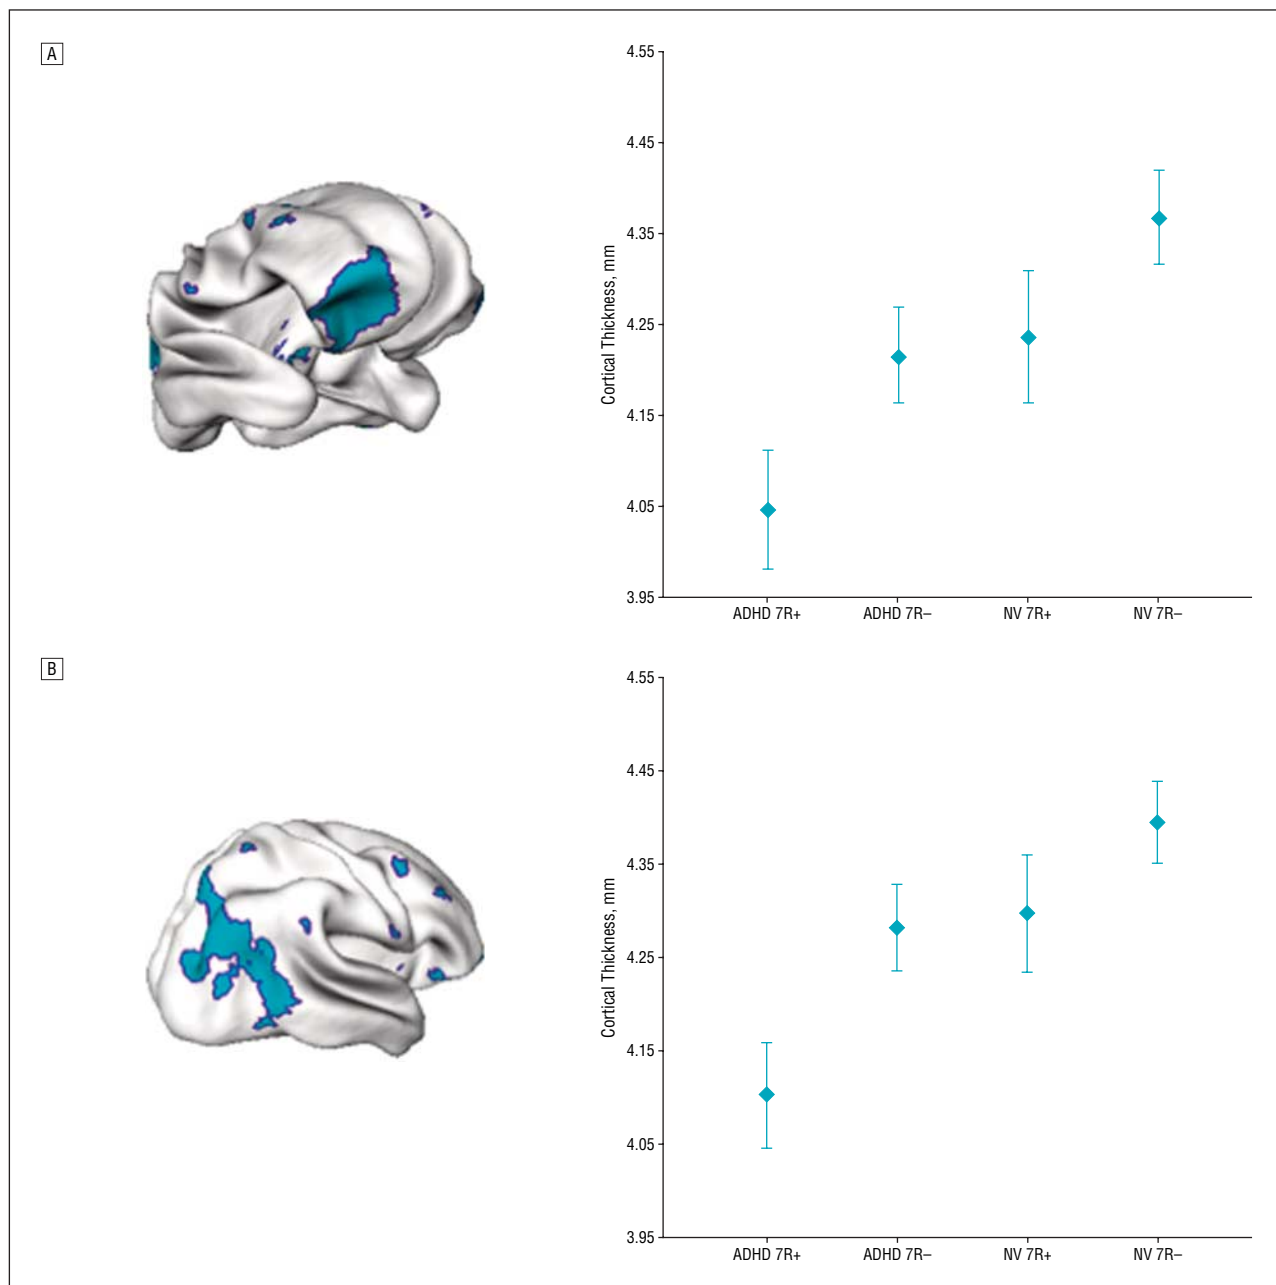 A
4.55
4.45
4.35
4.25
4.15
4.05
3.95
Cortical Thickness, mm
ADHD 7R+ ADHD 7R– NV 7R+ NV 7R–
B
4.55
4.45
4.35
4.25
4.15
4.05
3.95
Cortical Thickness, mm
ADHD 7R+ ADHD 7R– NV 7R+ NV 7R–